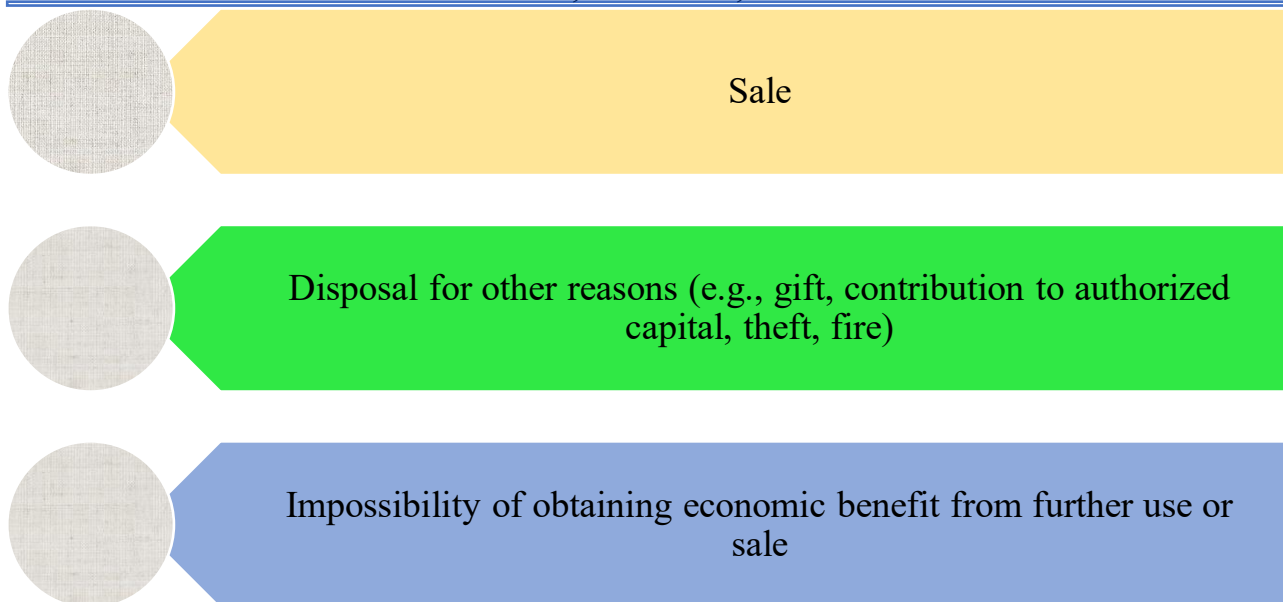 Sale
Disposal for other reasons (e.g., gift, contribution to authorized
capital, theft, fire)
Impossibility of obtaining economic benefit from further use or
sale